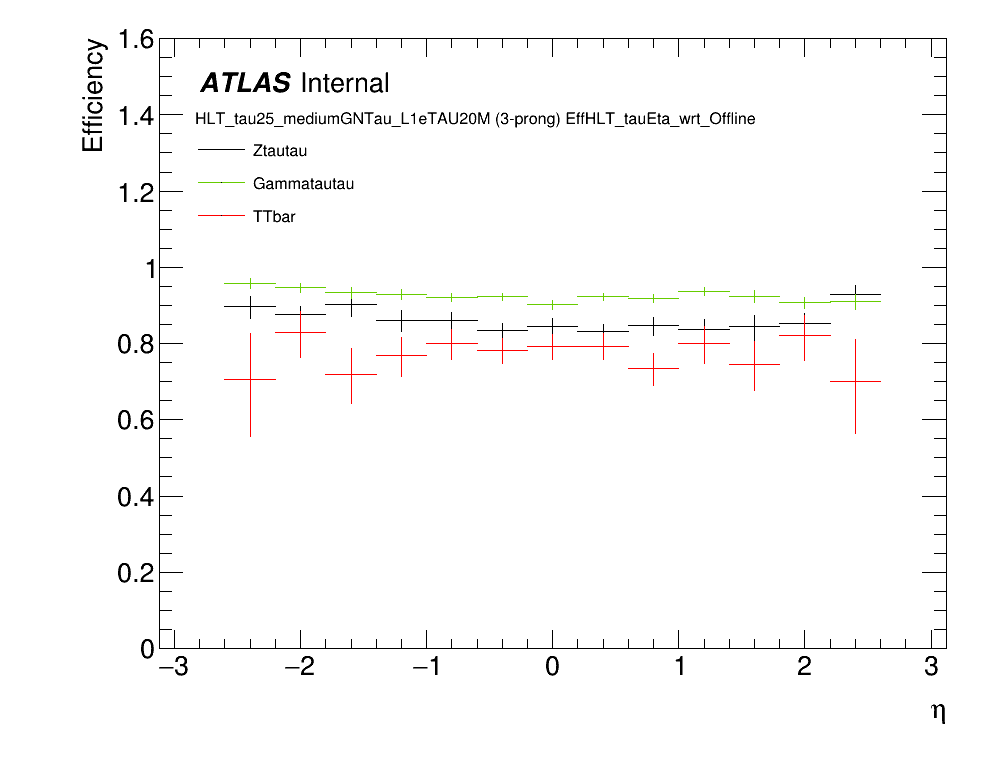 Efficiency
1.6
1.4
1.2
1
0.8
0.6
0.4
0.2
0
ATLAS Internal
HLT_tau25_mediumGNTau_L1eTAU20M (3-prong) EffHLT_tauEta_wrt_Offline
Ztautau
Gammatautau
TTbar
−3 −2 −1 0 1 2 3
η